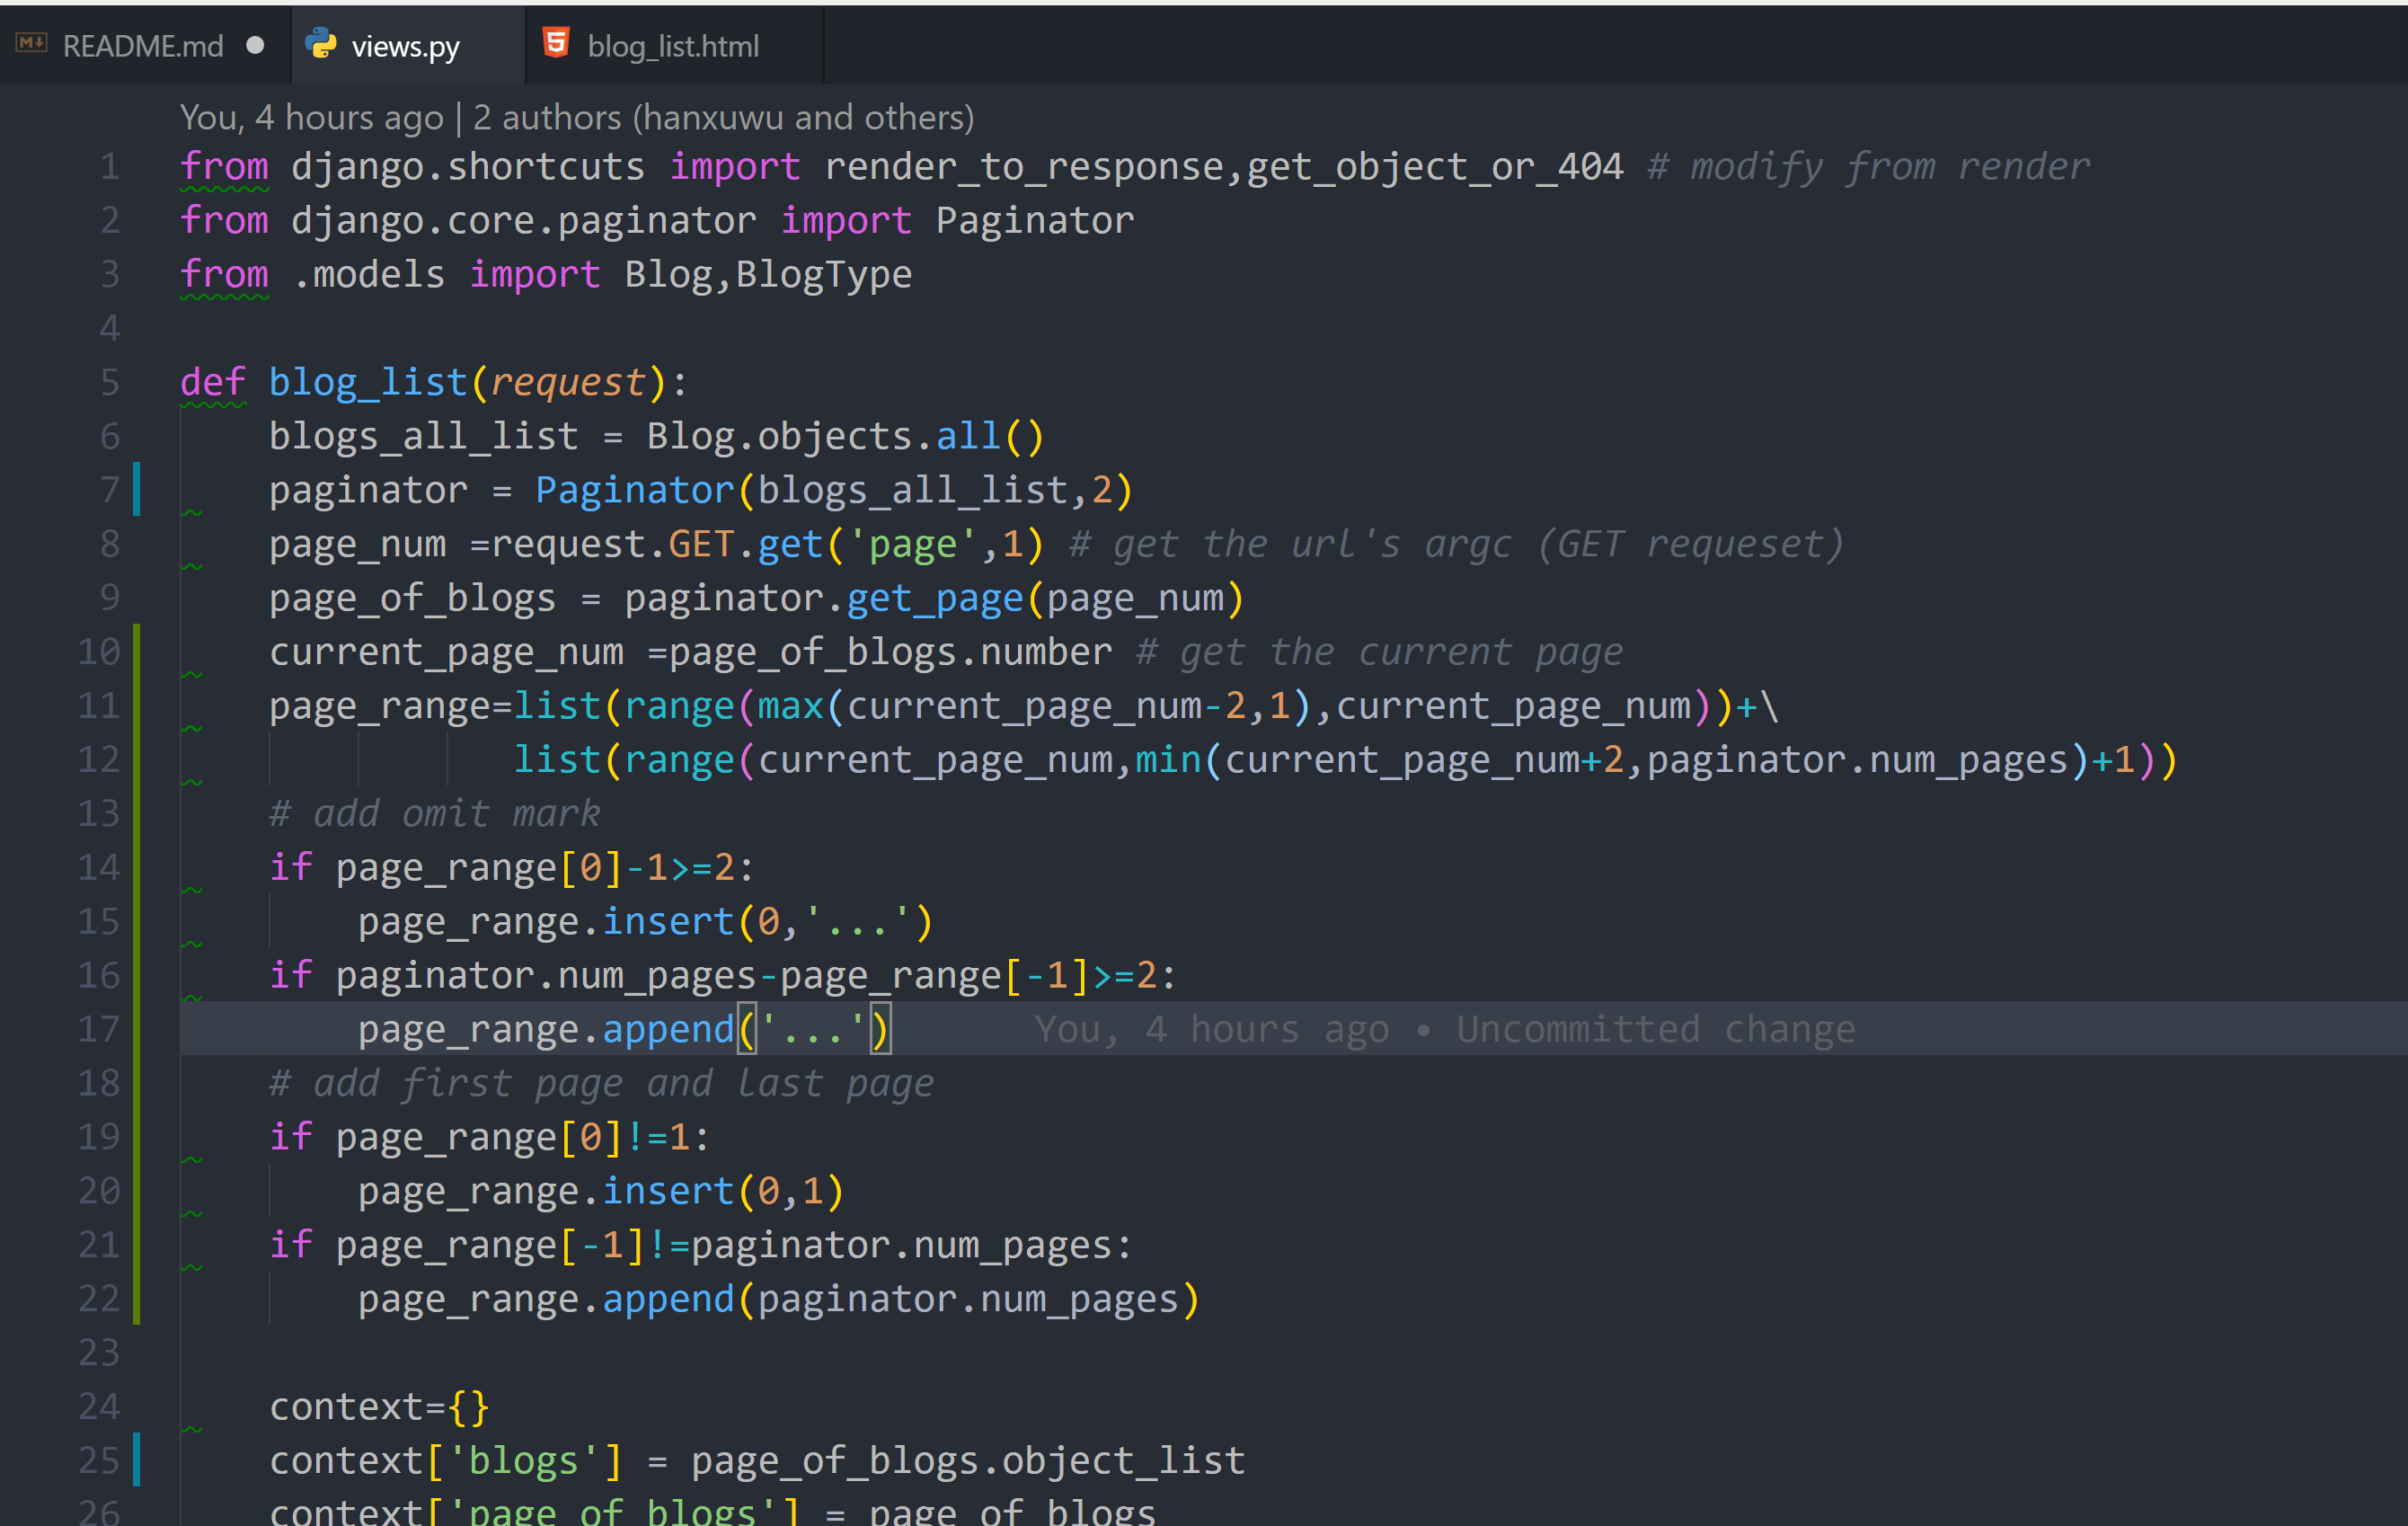 README.md
views.py
blog_list.html
You, 4 hours ago | 2 authors (hanxuwu and others)
1 from django.shortcuts import render_to_response,get_object_or_404 # modify from render
2 from django.core.paginator import Paginator
3 from .models import Blog,BlogType
4
5 def blog_list(request):
6     blogs_all_list = Blog.objects.all()
7     paginator = Paginator(blogs_all_list,2)
8     page_num =request.GET.get('page',1) # get the url's argc (GET requeset)
9     page_of_blogs = paginator.get_page(page_num)
10     current_page_num =page_of_blogs.number # get the current page
11     page_range=list(range(max(current_page_num-2,1),current_page_num))+\
12                list(range(current_page_num,min(current_page_num+2,paginator.num_pages)+1))
13     # add omit mark
14     if page_range[0]-1>=2:
15         page_range.insert(0,'...')
16     if paginator.num_pages-page_range[-1]>=2:
17         page_range.append('...') You, 4 hours ago • Uncommitted change
18     # add first page and last page
19     if page_range[0]!=1:
20         page_range.insert(0,1)
21     if page_range[-1]!=paginator.num_pages:
22         page_range.append(paginator.num_pages)
23
24     context={}
25     context['blogs'] = page_of_blogs.object_list
26     context['page_of_blogs'] = page_of_blogs